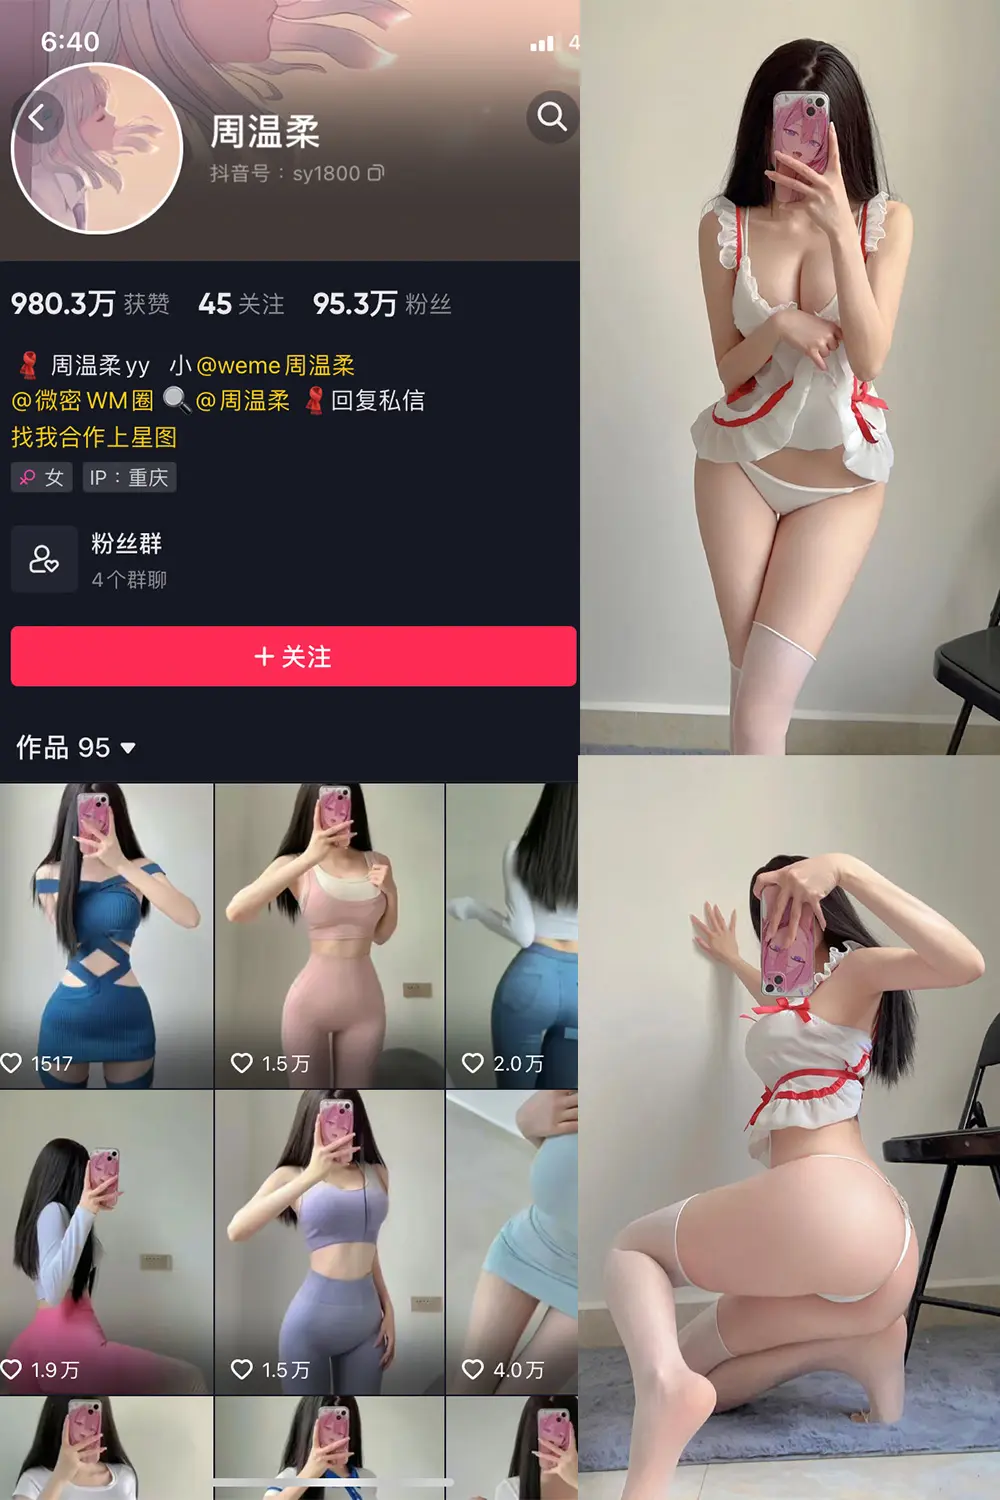 6:40
4
周温柔
抖音号：sy1800
980.3万 获赞 45 关注 95.3万 粉丝
周温柔yy 小@weme周温柔
@微密WM圈 @周温柔 回复私信
找我合作上星图
女 IP：重庆
粉丝群
4个群聊
+ 关注
作品 95
1517 1.5万 2.0万
1.9万 1.5万 4.0万